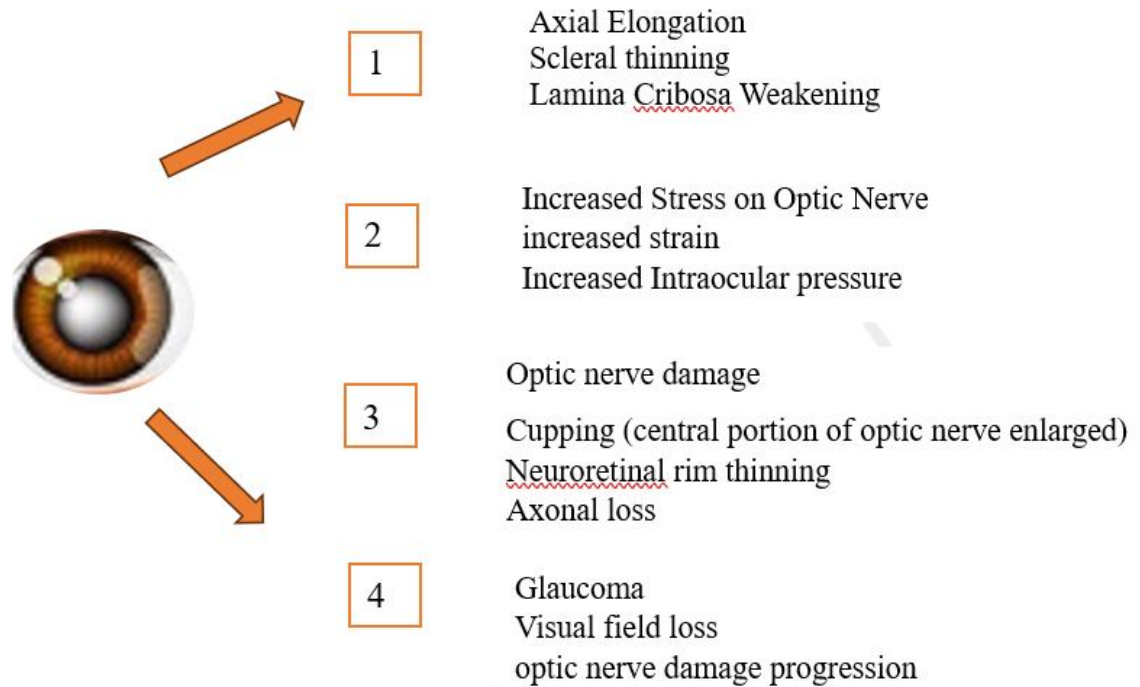 1
Axial Elongation
Scleral thinning
Lamina Cribosa Weakening
2
Increased Stress on Optic Nerve
increased strain
Increased Intraocular pressure
3
Optic nerve damage
Cupping (central portion of optic nerve enlarged)
Neuroretinal rim thinning
Axonal loss
4
Glaucoma
Visual field loss
optic nerve damage progression